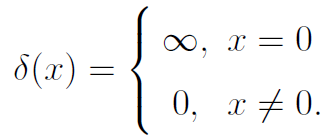 δ(x) = { ∞, x = 0
0, x ≠ 0.